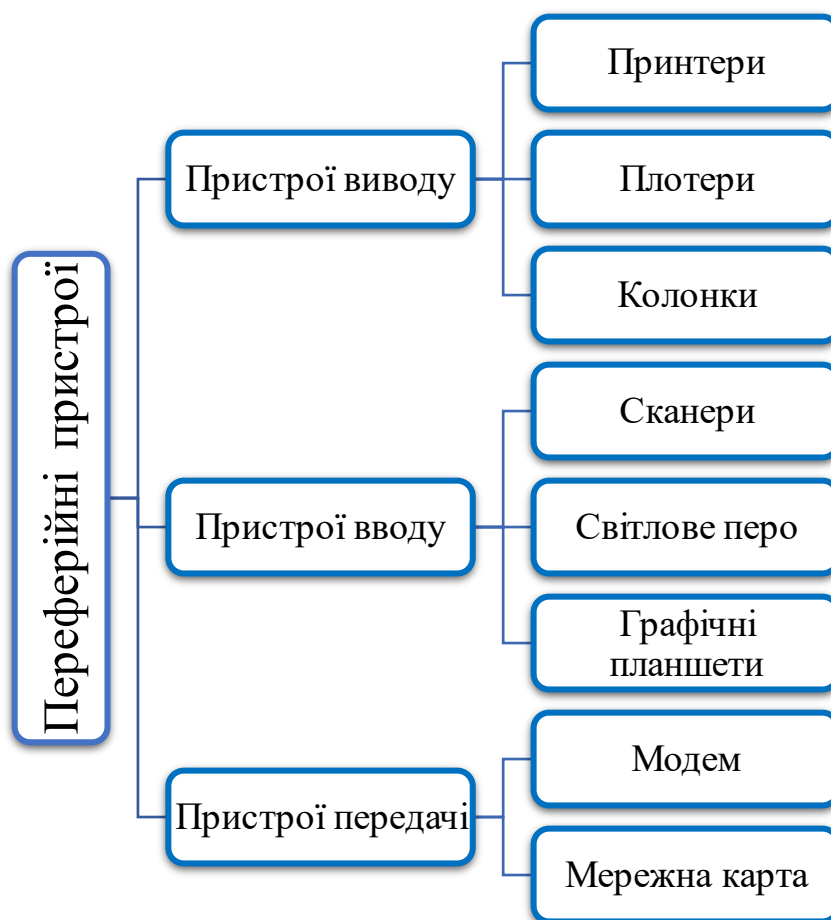 Переферійні пристрої
Пристрої виводу
Принтери
Плотери
Колонки
Пристрої вводу
Сканери
Світлове перо
Графічні
планшети
Пристрої передачі
Модем
Мережна карта